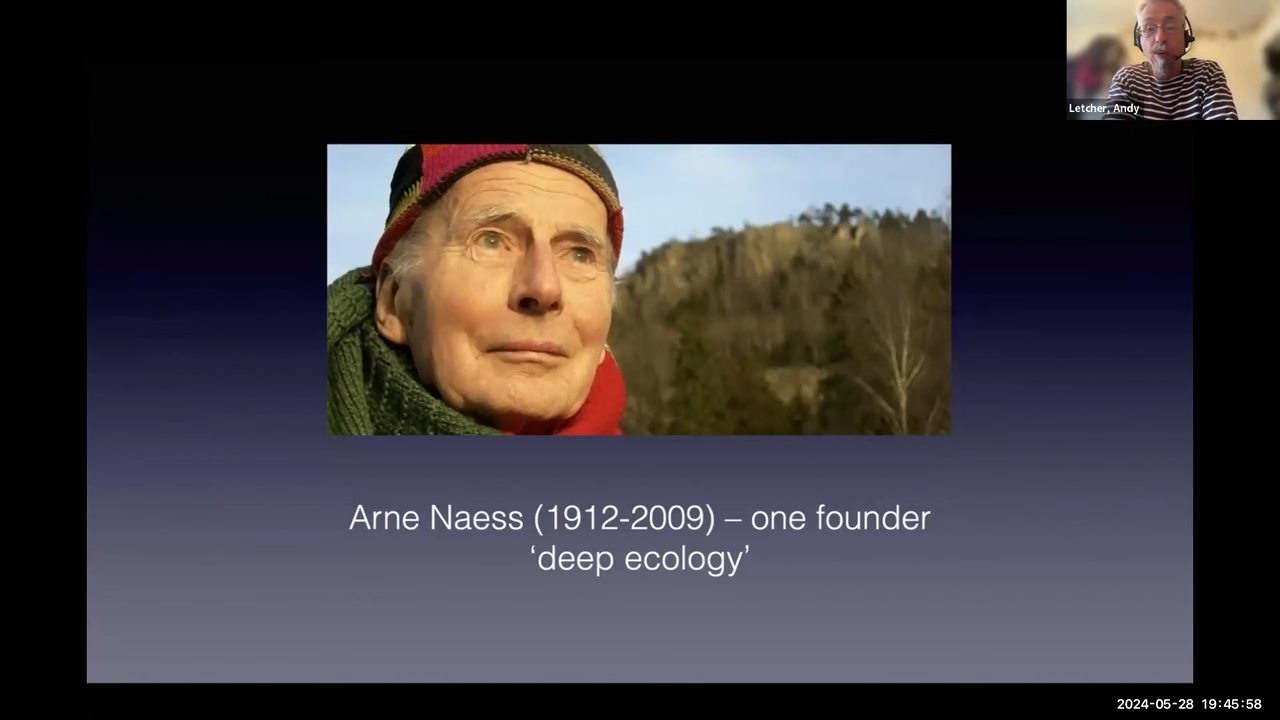 Letcher, Andy
Arne Naess (1912-2009) – one founder
‘deep ecology’
2024-05-28 19:45:58